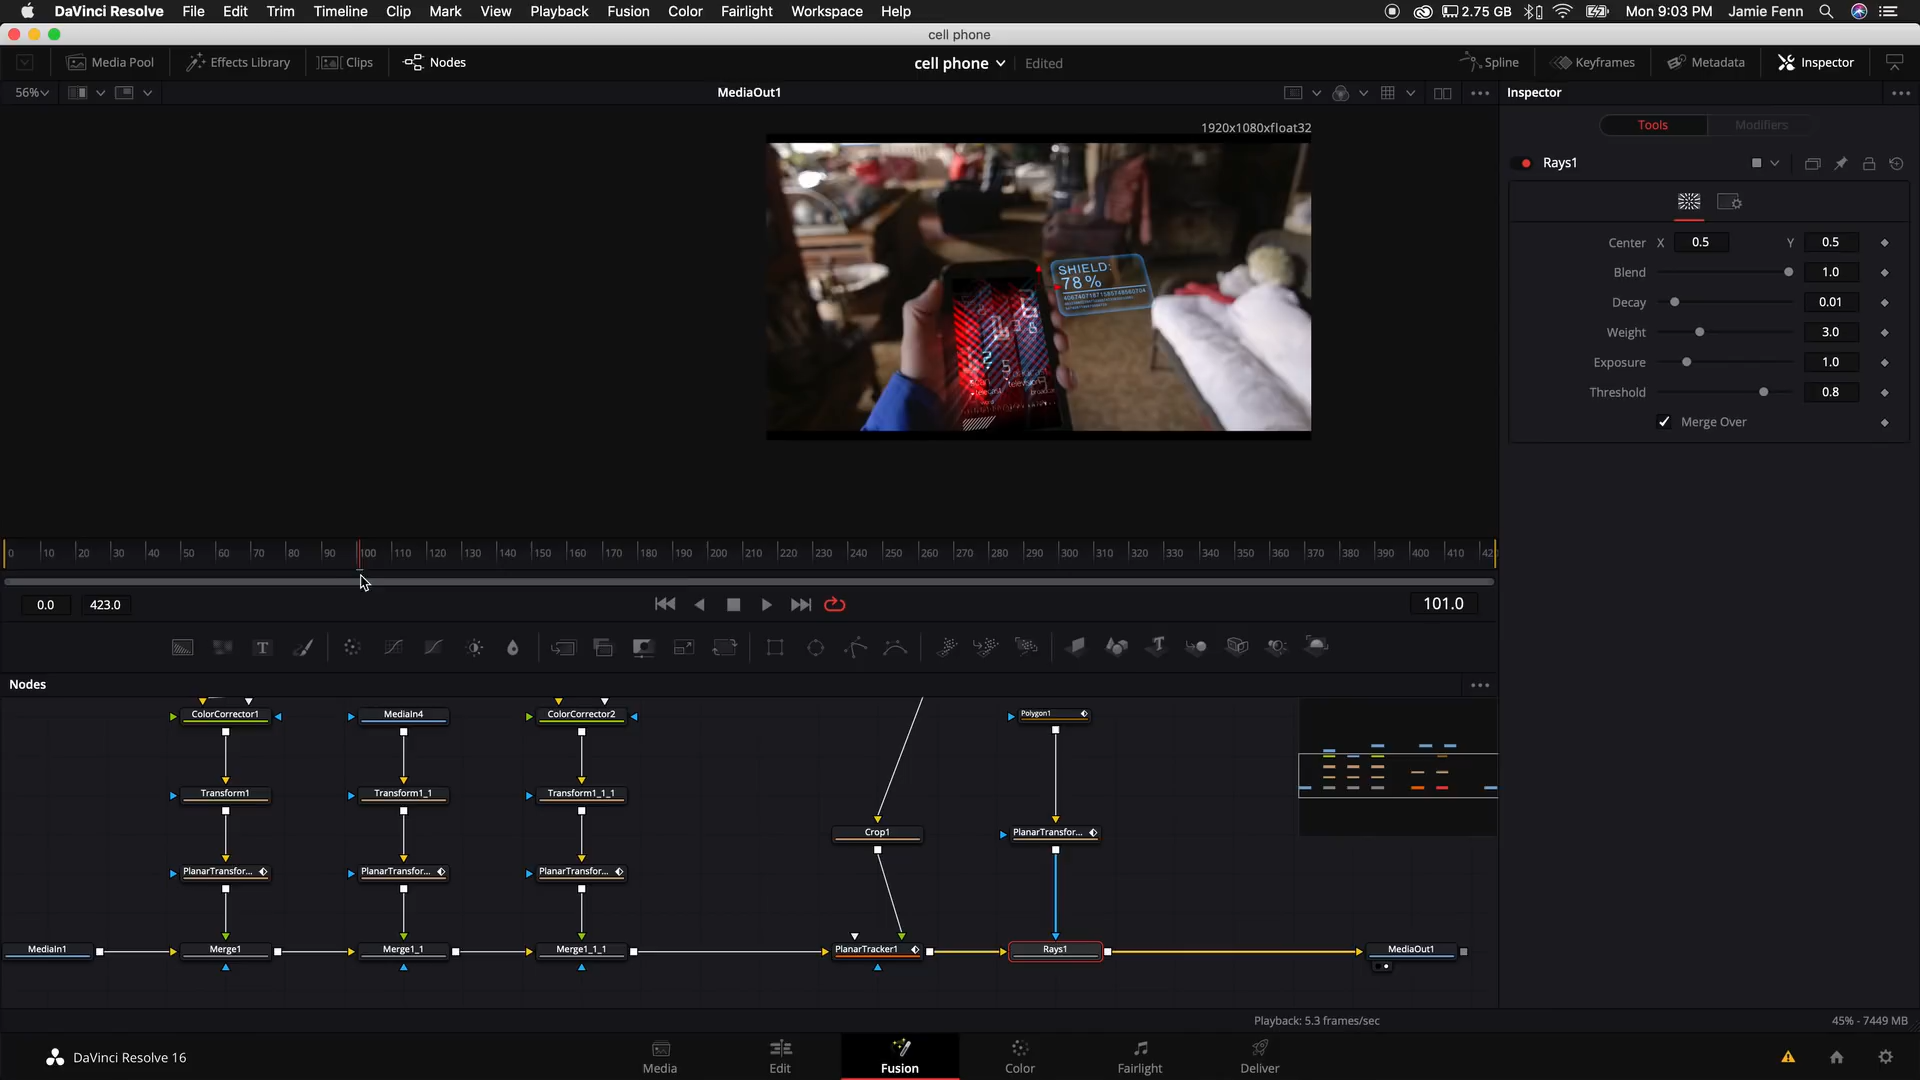 DaVinci Resolve File Edit Trim Timeline Clip Mark View Playback Fusion Color Fairlight Workspace Help 2.75 GB Mon 9:03 PM Jamie Fenn
cell phone
Media Pool Effects Library Clips Nodes cell phone Edited Spline Keyframes Metadata Inspector
56% MediaOut1 Inspector
1920x1080xfloat32
Tools Modifiers
Rays1
Center X 0.5 Y 0.5
Blend 1.0
Decay 0.01
Weight 3.0
Exposure 1.0
Threshold 0.8
Merge Over
SHIELD:
78%
0 10 20 30 40 50 60 70 80 90 100 110 120 130 140 150 160 170 180 190 200 210 220 230 240 250 260 270 280 290 300 310 320 330 340 350 360 370 380 390 400 410 42
0.0 423.0 101.0
Nodes
ColorCorrector1 MediaIn4 ColorCorrector2 Polygon1
Transform1 Transform1_1 Transform1_1_1
Crop1 PlanarTransfor...
PlanarTransfor... PlanarTransfor... PlanarTransfor...
MediaIn1 Merge1 Merge1_1 Merge1_1_1 PlanarTracker1 Rays1 MediaOut1
Playback: 5.3 frames/sec 45% - 7449 MB
DaVinci Resolve 16 Media Edit Fusion Color Fairlight Deliver